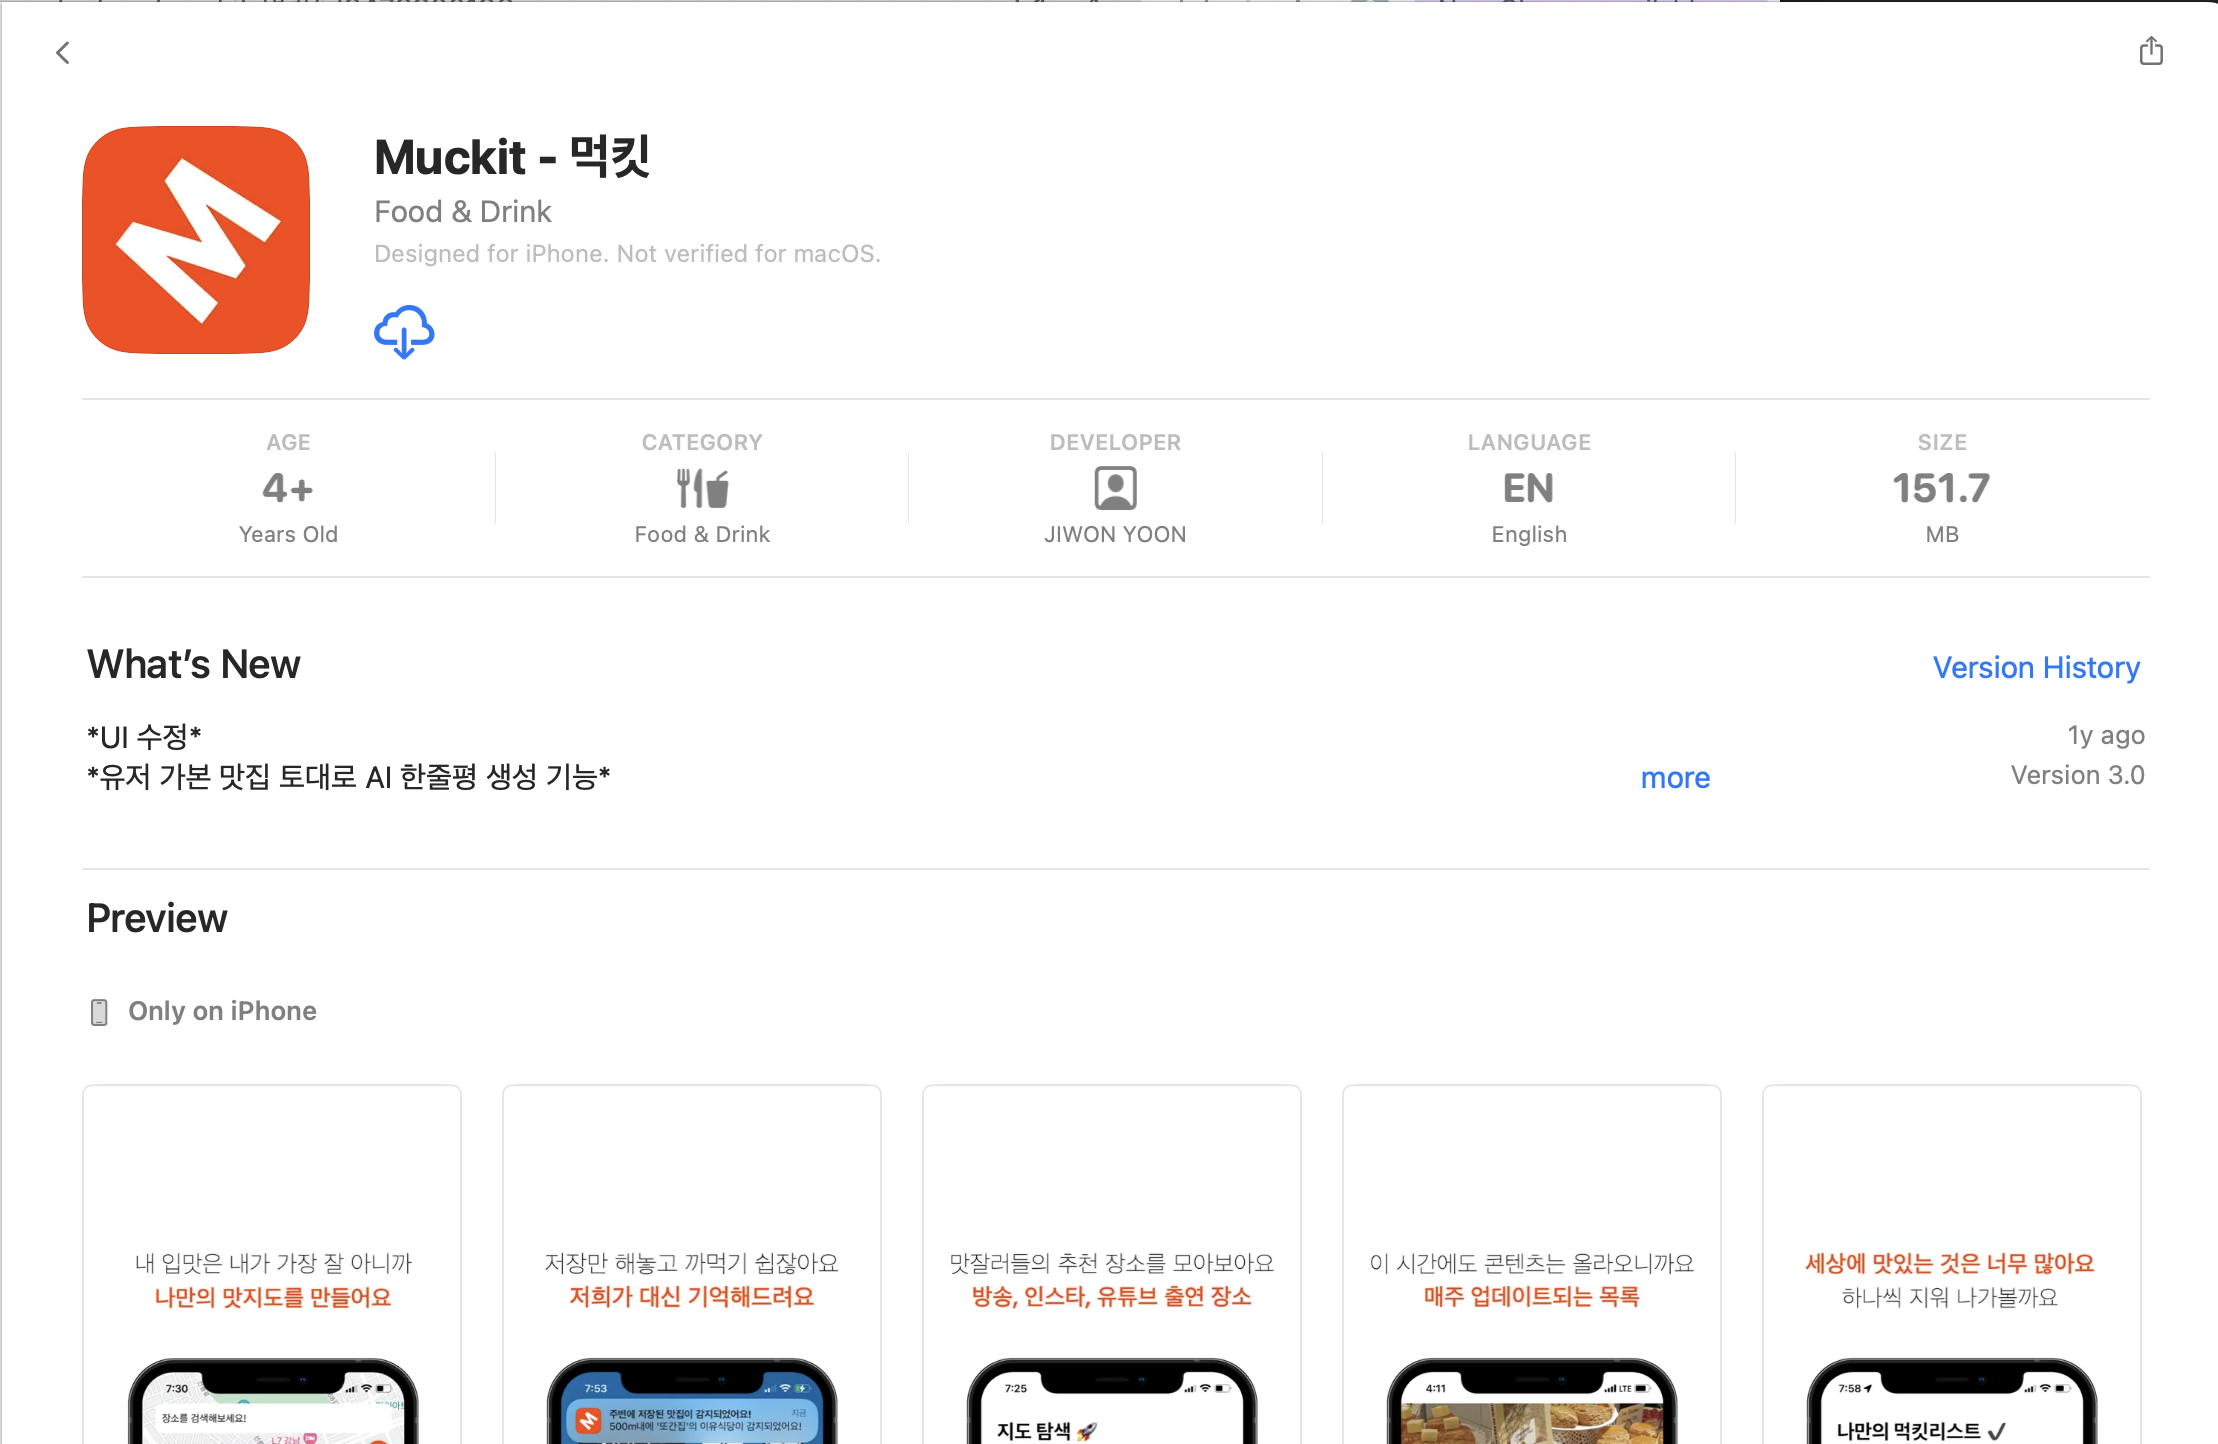 Muckit - 먹킷
Food & Drink
Designed for iPhone. Not verified for macOS.
AGE
4+
Years Old
CATEGORY
Food & Drink
DEVELOPER
JIWON YOON
LANGUAGE
EN
English
SIZE
151.7
MB
What's New
Version History
*UI 수정*
*유저 가본 맛집 토대로 AI 한줄평 생성 기능*
more
1y ago
Version 3.0
Preview
Only on iPhone
내 입맛은 내가 가장 잘 아니까
나만의 맛지도를 만들어요
7:30
장소를 검색해보세요!
L7 강남
저장만 해놓고 까먹기 쉽잖아요
저희가 대신 기억해드려요
7:53
주변에 저장된 맛집이 감지되었어요!
지금
500m내에 '또간집'의 이유식당이 감지되었어요!
맛잘러들의 추천 장소를 모아보아요
방송, 인스타, 유튜브 출연 장소
7:25
지도 탐색 🚀
이 시간에도 콘텐츠는 올라오니까요
매주 업데이트되는 목록
4:11
LTE
세상에 맛있는 것은 너무 많아요
하나씩 지워 나가볼까요
7:58
나만의 먹킷리스트 ✓